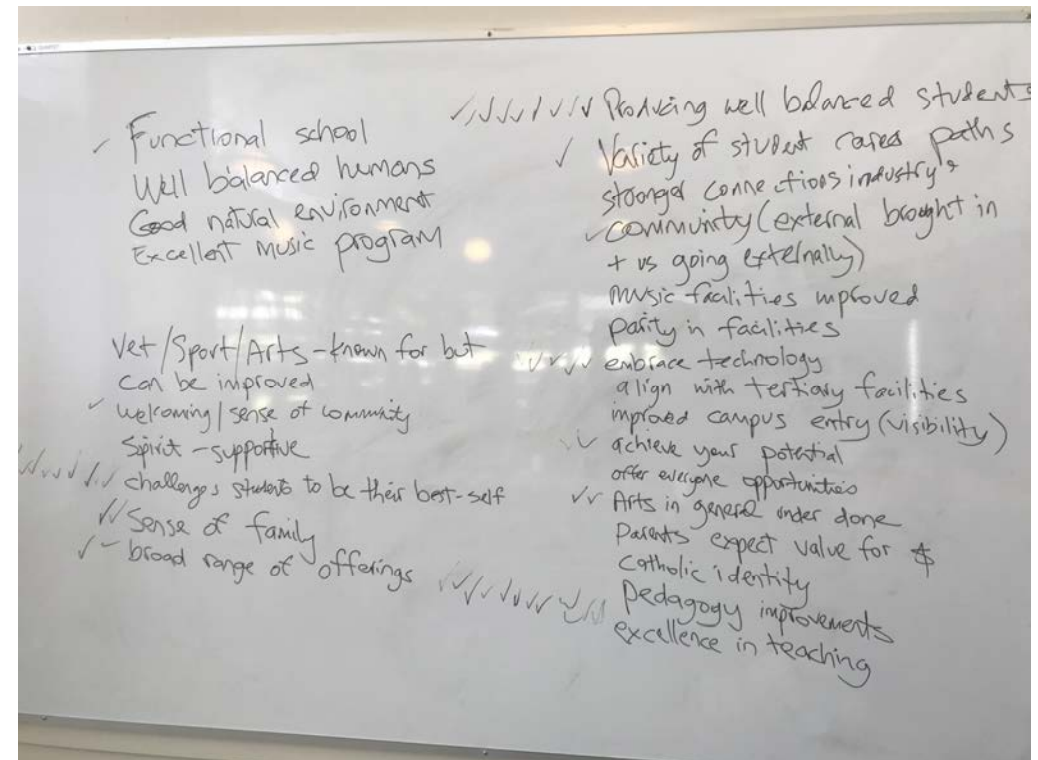 ✓ Functional school
Well balanced humans
Good natural environment
Excellent music program
Vet/Sport/Arts - known for but
can be improved
✓ welcoming/sense of community
Spirit - supportive
✓✓✓✓✓✓ challenges students to be their best-self
✓✓ Sense of family
✓✓ broad range of offerings
✓✓✓✓✓✓✓ Producing well balanced students
✓ Variety of student career paths
stronger connections industry +
✓ community (external brought in
+ us going externally)
music facilities improved
parity in facilities
✓✓✓✓ embrace technology
align with tertiary facilities
improved campus entry (visibility)
✓✓ achieve your potential
offer everyone opportunities
✓✓ Arts in general under done
Parents expect value for $
Catholic identity
✓✓✓✓✓✓✓✓✓✓ Pedagogy improvements
excellence in teaching